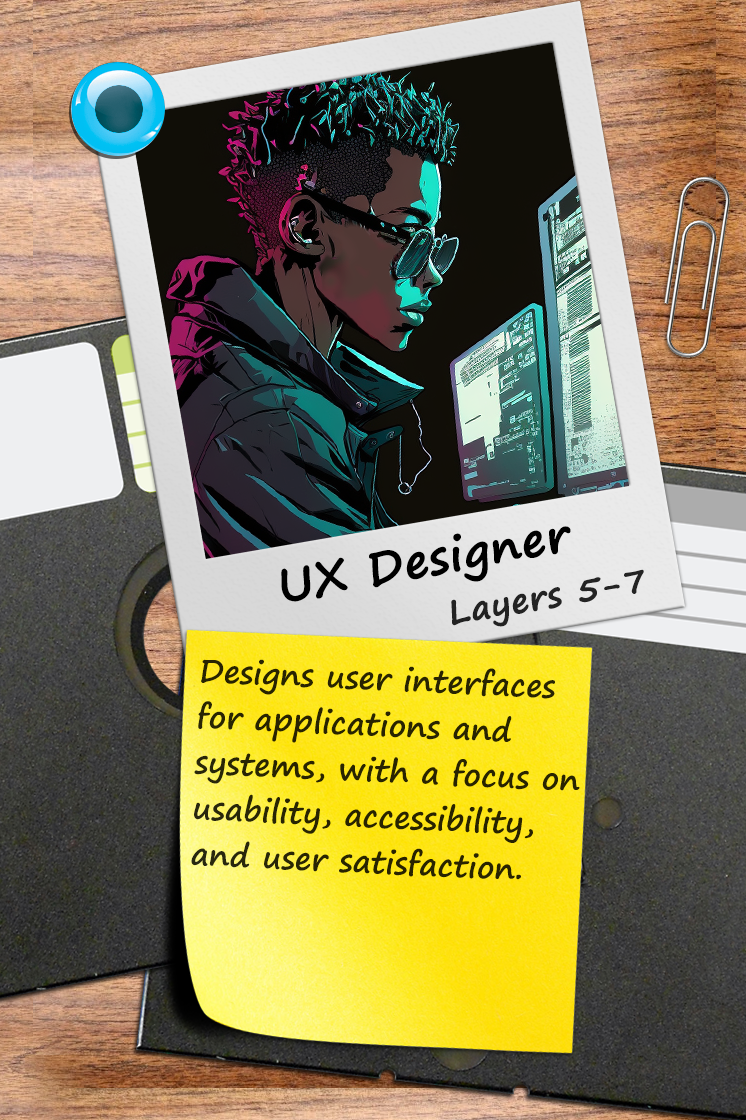 UX Designer
Layers 5-7
Designs user interfaces
for applications and
systems, with a focus on
usability, accessibility,
and user satisfaction.